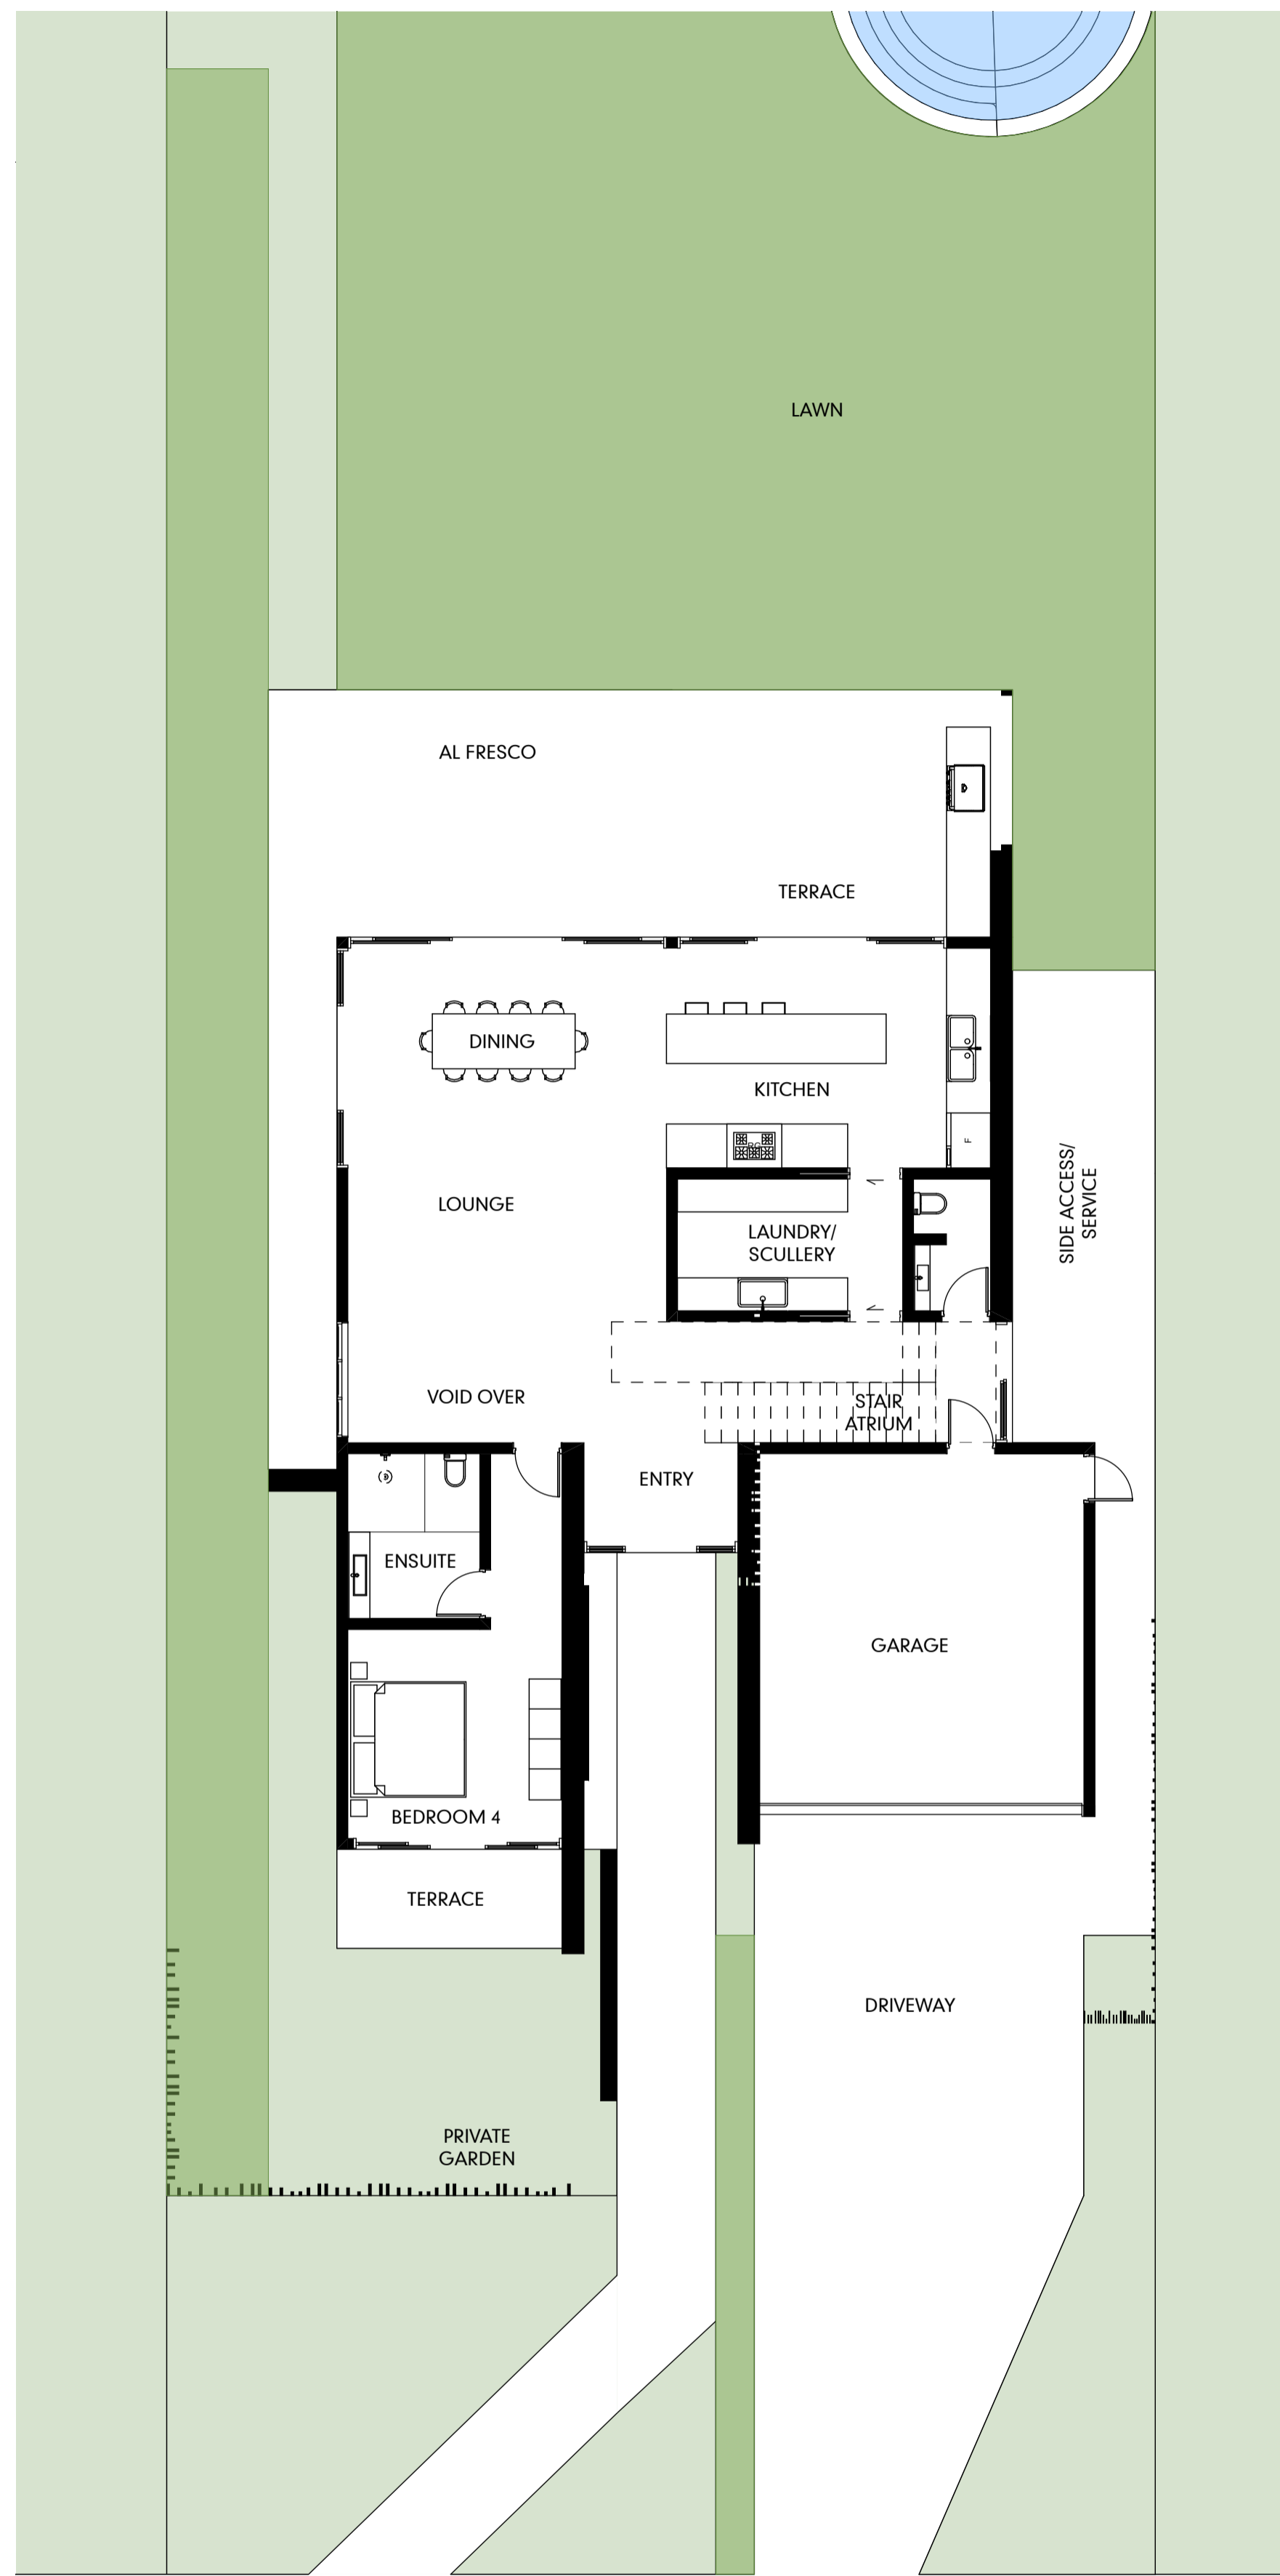 LAWN
AL FRESCO
TERRACE
DINING
KITCHEN
F
LOUNGE
LAUNDRY/
SCULLERY
SIDE ACCESS/
SERVICE
VOID OVER
STAIR
ATRIUM
ENTRY
ENSUITE
GARAGE
BEDROOM 4
TERRACE
DRIVEWAY
PRIVATE
GARDEN